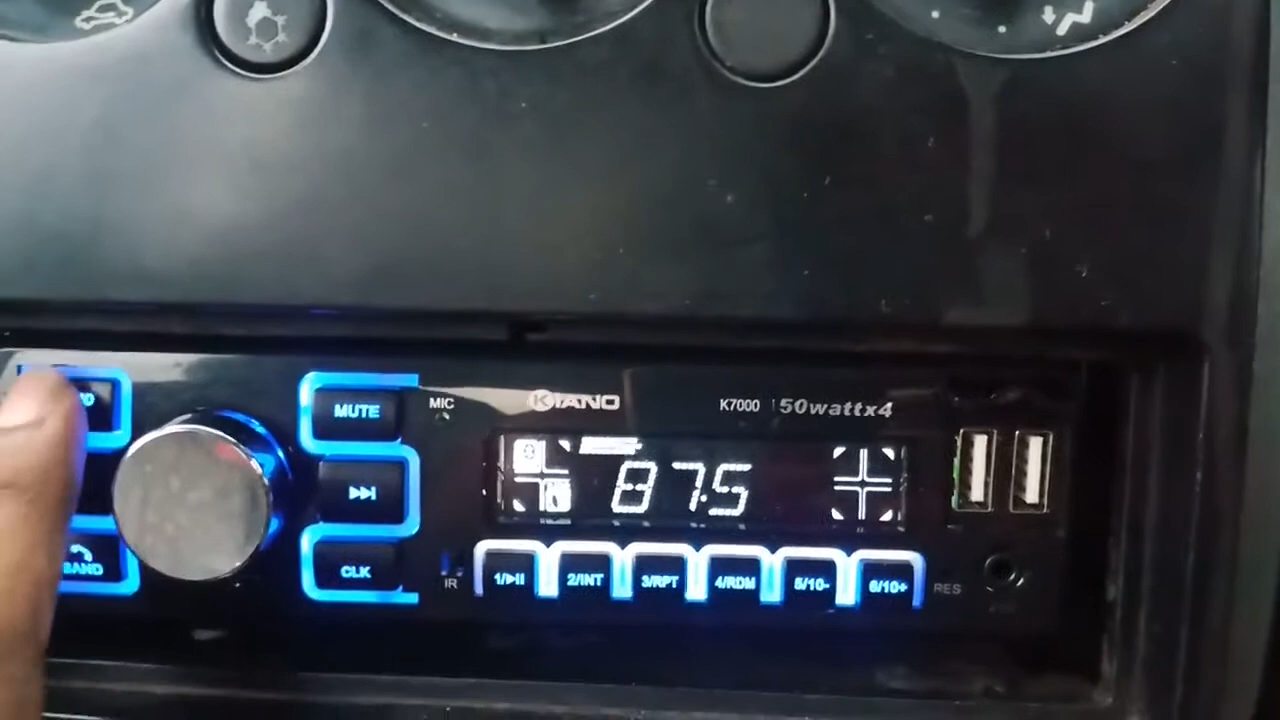 MUTE
MIC
KIANO
K7000
50wattx4
87.5
BAND
CLK
IR
1/▶II
2/INT
3/RPT
4/RDM
5/10-
6/10+
RES